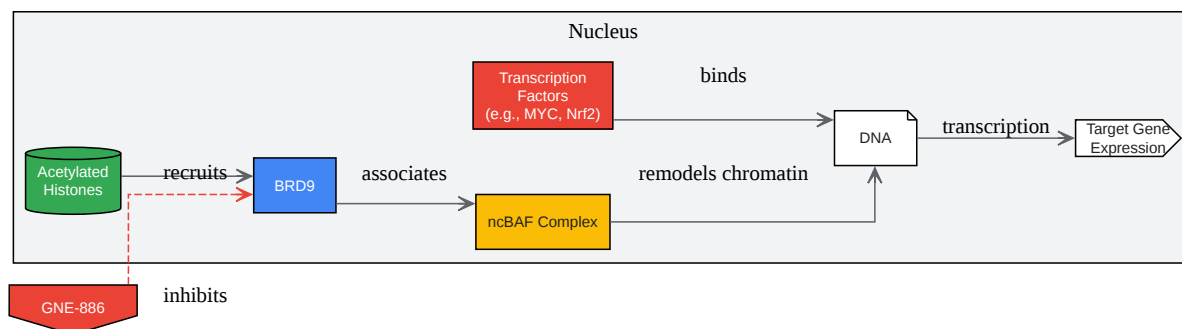 Nucleus
Transcription
Factors
(e.g., MYC, Nrf2)
binds
DNA
transcription
Target Gene
Expression
Acetylated
Histones
recruits
BRD9
associates
remodels chromatin
ncBAF Complex
GNE-886
inhibits